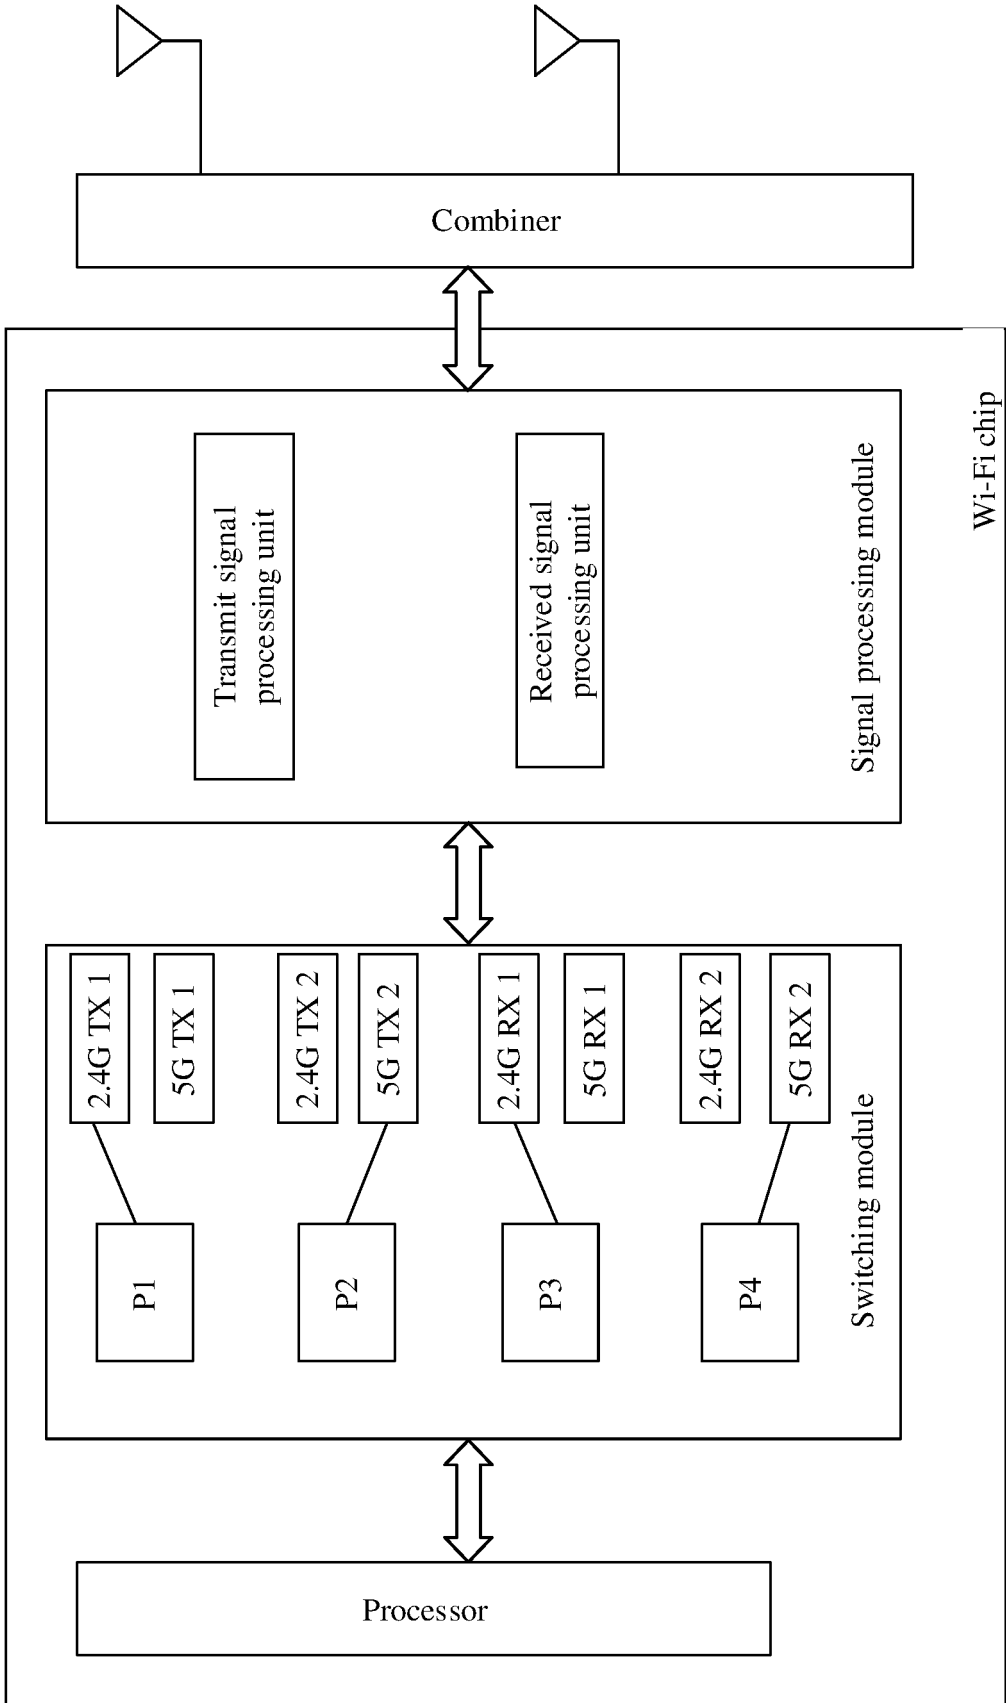 Combiner
Wi-Fi chip
Transmit signal
processing unit
Received signal
processing unit
Signal processing module
2.4G TX 1
5G TX 1
2.4G TX 2
5G TX 2
2.4G RX 1
5G RX 1
2.4G RX 2
5G RX 2
P1
P2
P3
P4
Switching module
Processor